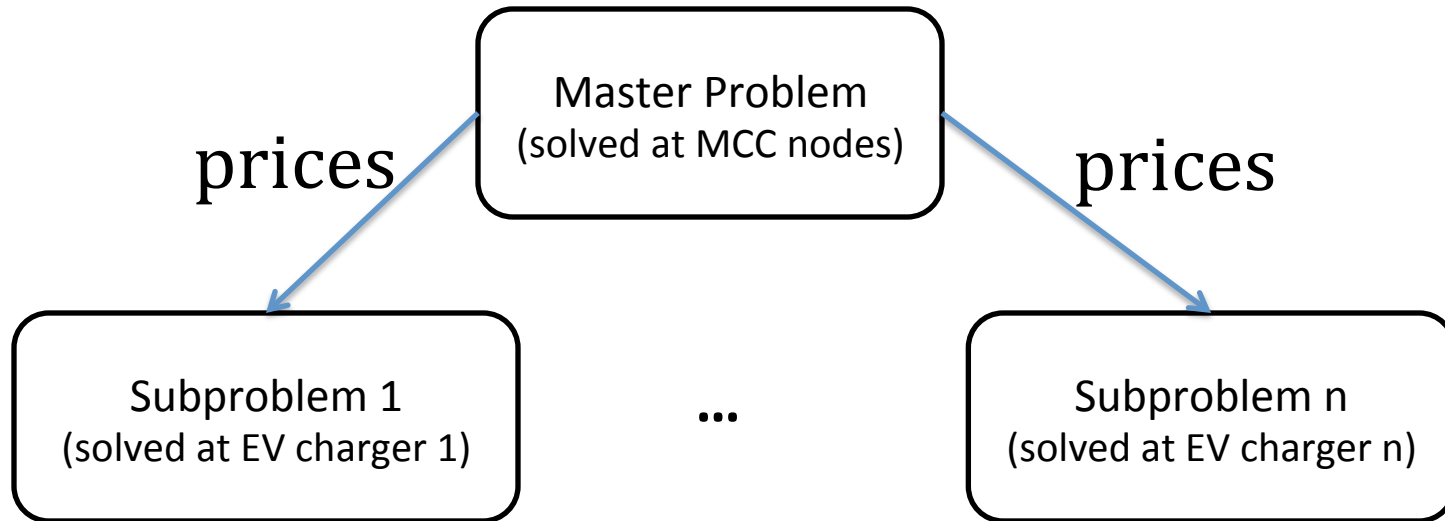 Master Problem
(solved at MCC nodes)
prices
prices
Subproblem 1
(solved at EV charger 1)
...
Subproblem n
(solved at EV charger n)